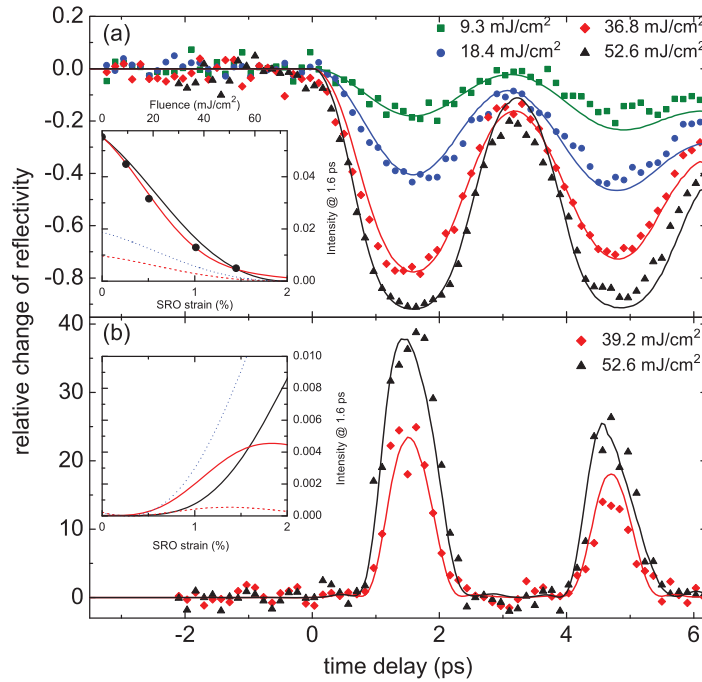 (a)
9.3 mJ/cm²
36.8 mJ/cm²
18.4 mJ/cm²
52.6 mJ/cm²
0.2
0.0
-0.2
-0.4
-0.6
-0.8
Fluence (mJ/cm²)
0 20 40 60
0.04
0.02
0.00
Intensity @ 1.6 ps
0 1 2
SRO strain (%)
relative change of reflectivity
(b)
39.2 mJ/cm²
52.6 mJ/cm²
40
30
20
10
0
0.010
0.008
0.006
0.004
0.002
0.000
Intensity @ 1.6 ps
0 1 2
SRO strain (%)
-2 0 2 4 6
time delay (ps)